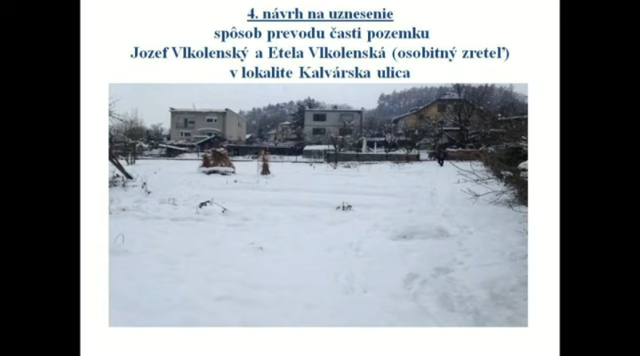 4. návrh na uznesenie
spôsob prevodu časti pozemku
Jozef Vlkolenský a Etela Vlkolenská (osobitný zreteľ)
v lokalite Kalvárska ulica